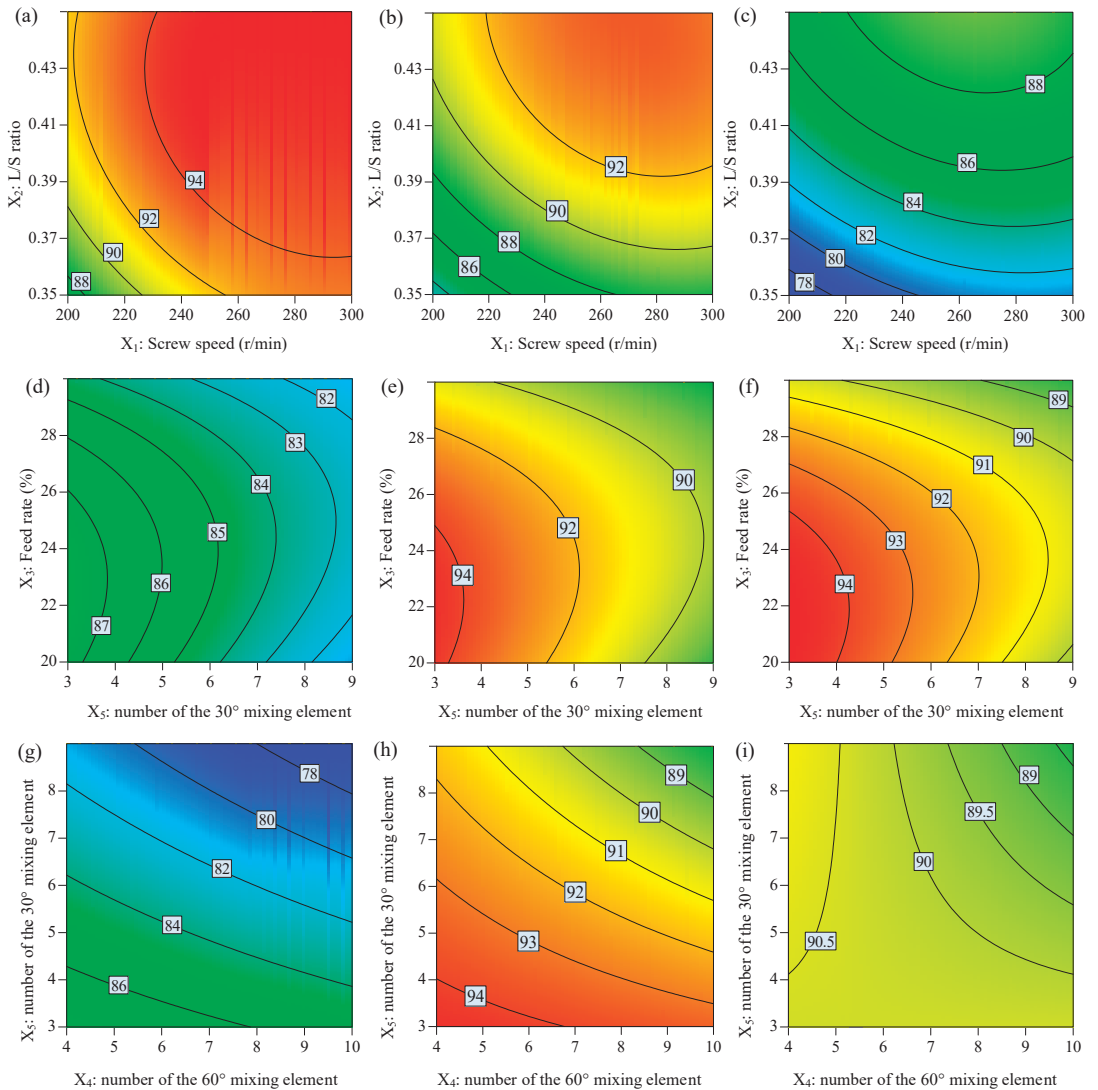 (a)
0.43
0.41
0.39
0.37
0.35
X₂: L/S ratio
94
92
90
88
200 220 240 260 280 300
X₁: Screw speed (r/min)
(b)
0.43
0.41
0.39
0.37
0.35
X₂: L/S ratio
92
90
88
86
200 220 240 260 280 300
X₁: Screw speed (r/min)
(c)
0.43
0.41
0.39
0.37
0.35
X₂: L/S ratio
88
86
84
82
80
78
200 220 240 260 280 300
X₁: Screw speed (r/min)
(d)
28
26
24
22
20
X₃: Feed rate (%)
82
83
84
85
86
87
3 4 5 6 7 8 9
X₅: number of the 30° mixing element
(e)
28
26
24
22
20
X₃: Feed rate (%)
90
92
94
3 4 5 6 7 8 9
X₅: number of the 30° mixing element
(f)
28
26
24
22
20
X₃: Feed rate (%)
89
90
91
92
93
94
3 4 5 6 7 8 9
X₅: number of the 30° mixing element
(g)
8
7
6
5
4
3
X₅: number of the 30° mixing element
78
80
82
84
86
4 5 6 7 8 9 10
X₄: number of the 60° mixing element
(h)
8
7
6
5
4
3
X₅: number of the 30° mixing element
89
90
91
92
93
94
4 5 6 7 8 9 10
X₄: number of the 60° mixing element
(i)
8
7
6
5
4
3
X₅: number of the 30° mixing element
89
89.5
90
90.5
4 5 6 7 8 9 10
X₄: number of the 60° mixing element